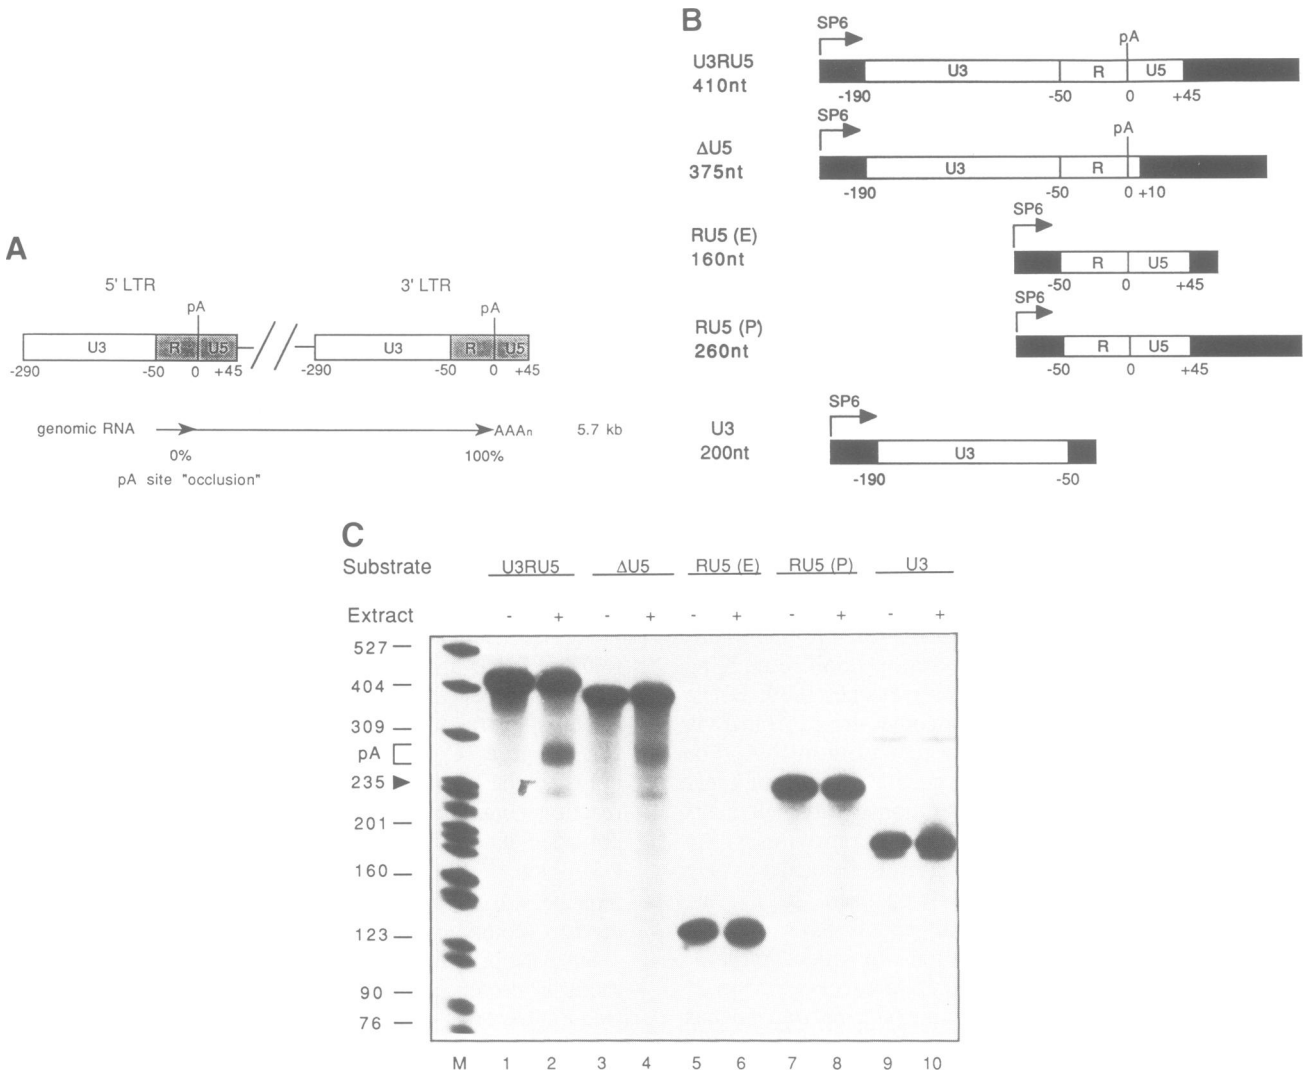 A
5' LTR
3' LTR
pA
pA
U3
R
U5
U3
R
U5
-290
-50
0
+45
-290
-50
0
+45
genomic RNA
AAAn
5.7 kb
0%
100%
pA site "occlusion"
B
SP6
pA
U3RU5
410nt
U3
R
U5
-190
-50
0
+45
SP6
pA
ΔU5
375nt
U3
R
-190
-50
0
+10
SP6
RU5 (E)
160nt
R
U5
-50
0
+45
SP6
RU5 (P)
260nt
R
U5
-50
0
+45
SP6
U3
200nt
U3
-190
-50
C
Substrate
U3RU5
ΔU5
RU5 (E)
RU5 (P)
U3
Extract
- + - + - + - + - +
527
404
309
pA
235
201
160
123
90
76
M 1 2 3 4 5 6 7 8 9 10